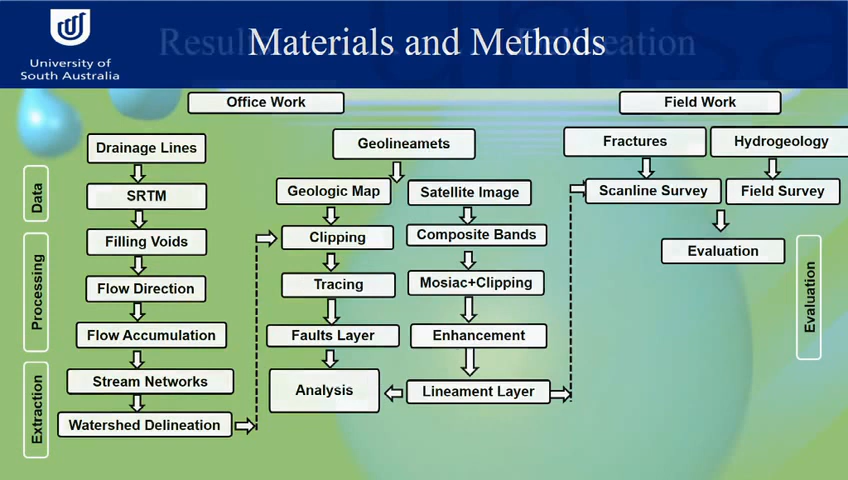 Materials and Methods
University of
South Australia
Office Work
Field Work
Drainage Lines
Geolineamets
Fractures
Hydrogeology
Data
SRTM
Geologic Map
Satellite Image
Scanline Survey
Field Survey
Filling Voids
Clipping
Composite Bands
Evaluation
Processing
Flow Direction
Tracing
Mosiac+Clipping
Evaluation
Flow Accumulation
Faults Layer
Enhancement
Extraction
Stream Networks
Analysis
Lineament Layer
Watershed Delineation